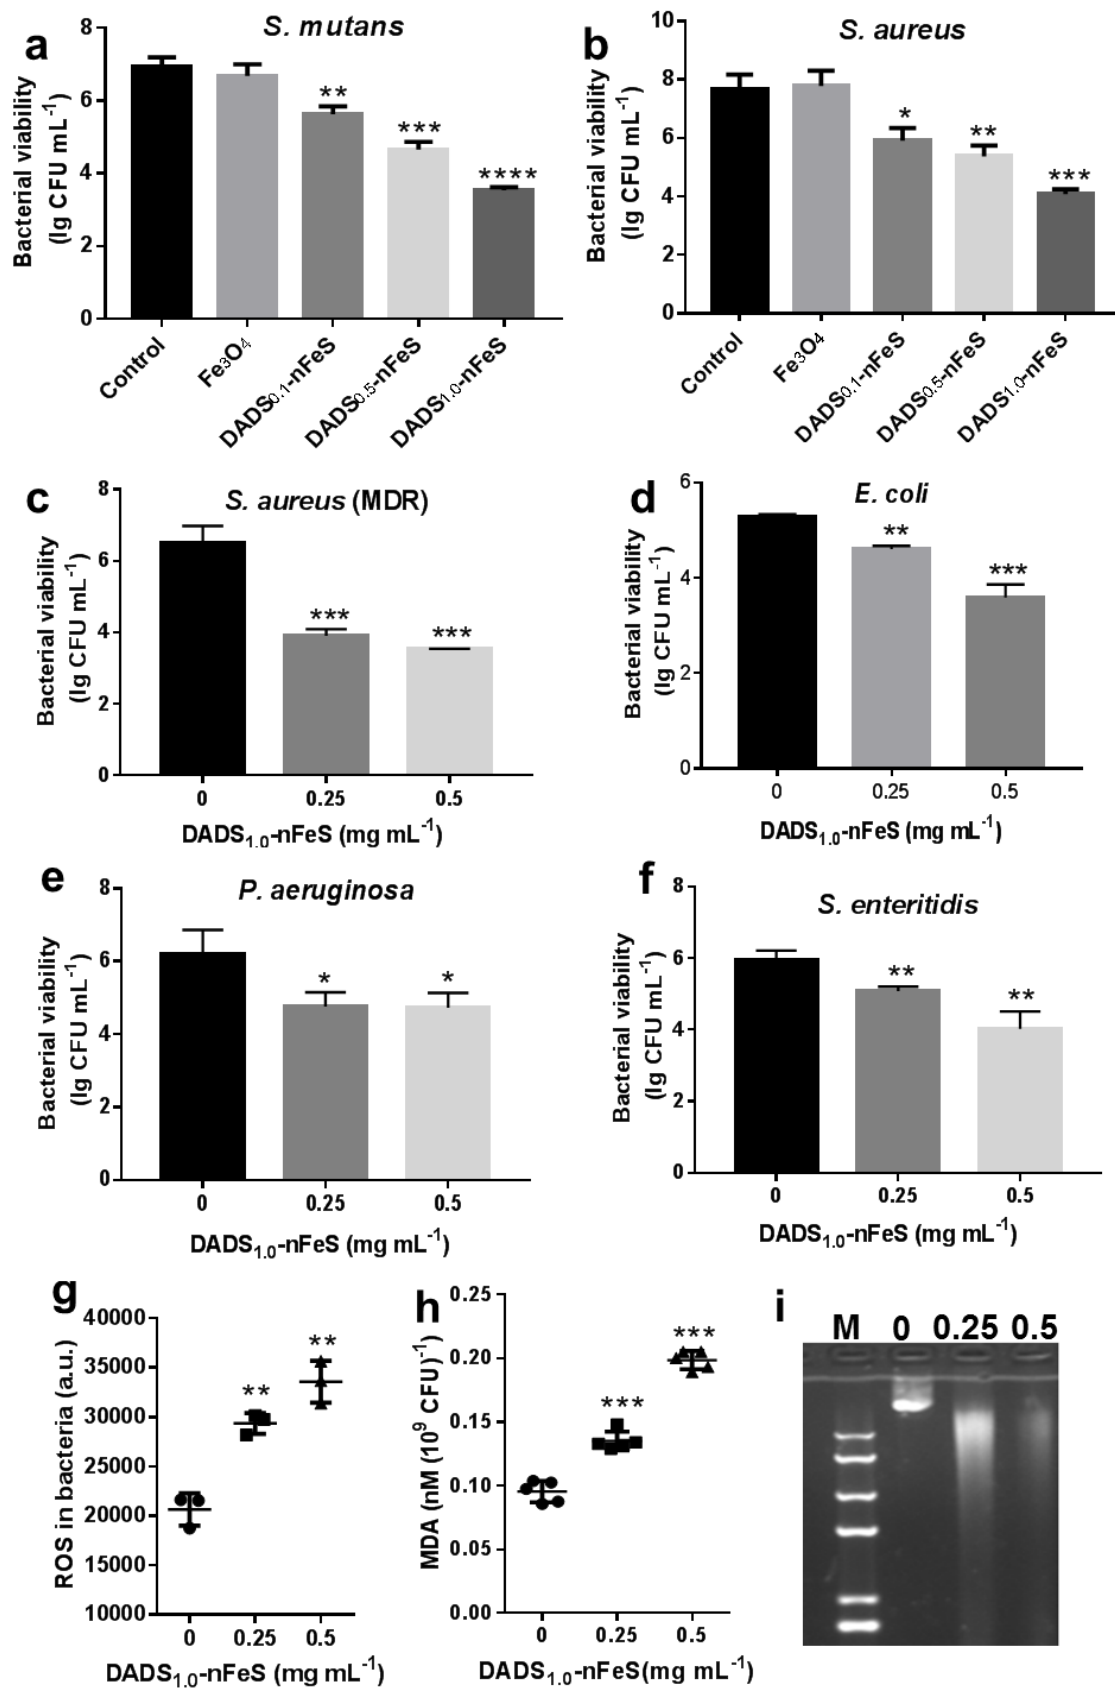 a
S. mutans
Bacterial viability
(lg CFU mL⁻¹)
8
6
4
2
0
**
***
****
Control
Fe₃O₄
DADS₀.₁-nFeS
DADS₀.₅-nFeS
DADS₁.₀-nFeS
b
S. aureus
Bacterial viability
(lg CFU mL⁻¹)
10
8
6
4
2
0
*
**
***
Control
Fe₃O₄
DADS₀.₁-nFeS
DADS₀.₅-nFeS
DADS₁.₀-nFeS
c
S. aureus (MDR)
Bacterial viability
(lg CFU mL⁻¹)
8
6
4
2
0
***
***
0 0.25 0.5
DADS₁.₀-nFeS (mg mL⁻¹)
d
E. coli
Bacterial viability
(lg CFU mL⁻¹)
6
4
2
0
**
***
0 0.25 0.5
DADS₁.₀-nFeS (mg mL⁻¹)
e
P. aeruginosa
Bacterial viability
(lg CFU mL⁻¹)
8
6
4
2
0
*
*
0 0.25 0.5
DADS₁.₀-nFeS (mg mL⁻¹)
f
S. enteritidis
Bacterial viability
(lg CFU mL⁻¹)
8
6
4
2
0
**
**
0 0.25 0.5
DADS₁.₀-nFeS (mg mL⁻¹)
g
ROS in bacteria (a.u.)
40000
35000
30000
25000
20000
15000
10000
**
**
0 0.25 0.5
DADS₁.₀-nFeS (mg mL⁻¹)
h
MDA (nM (10⁹ CFU)⁻¹)
0.25
0.20
0.15
0.10
0.05
0.00
***
***
0 0.25 0.5
DADS₁.₀-nFeS(mg mL⁻¹)
i
M 0 0.25 0.5